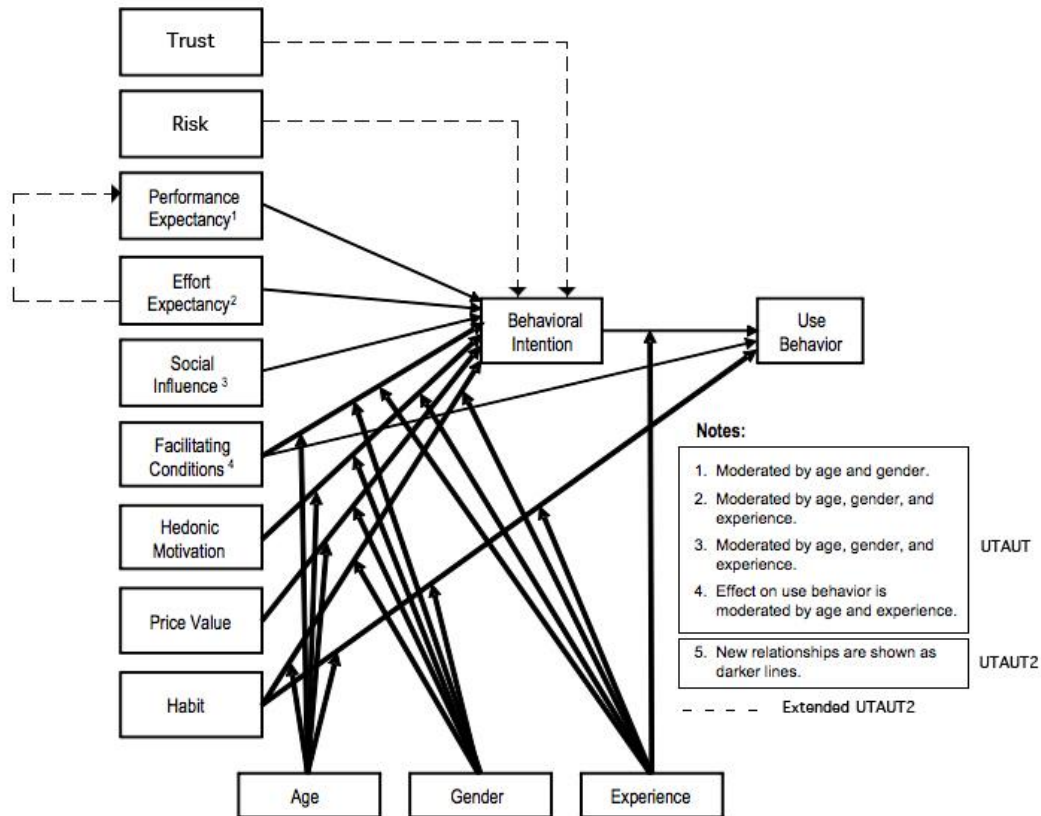 Trust
Risk
Performance
Expectancy¹
Effort
Expectancy²
Social
Influence ³
Facilitating
Conditions ⁴
Hedonic
Motivation
Price Value
Habit
Behavioral
Intention
Use
Behavior
Notes:
1. Moderated by age and gender.
2. Moderated by age, gender, and
experience.
3. Moderated by age, gender, and
experience.
4. Effect on use behavior is
moderated by age and experience.
UTAUT
5. New relationships are shown as
darker lines.
UTAUT2
Extended UTAUT2
Age
Gender
Experience